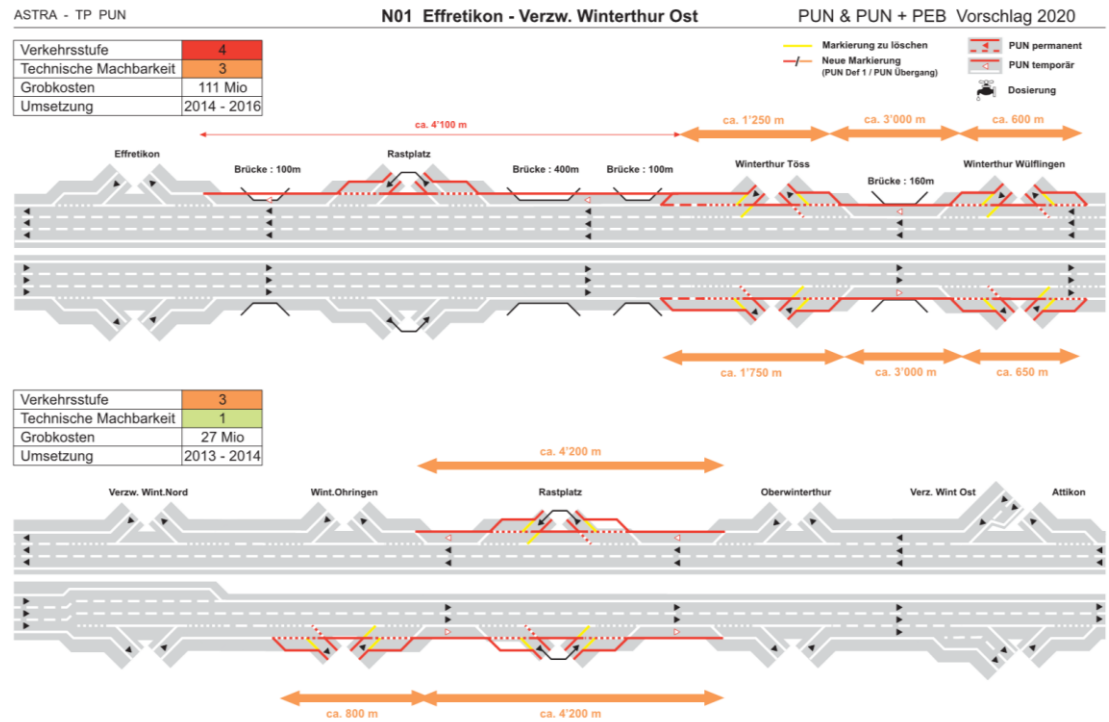 ASTRA - TP PUN
N01 Effretikon - Verzw. Winterthur Ost
PUN & PUN + PEB Vorschlag 2020
Verkehrsstufe 4
Technische Machbarkeit 3
Grobkosten 111 Mio
Umsetzung 2014 - 2016
Markierung zu löschen
Neue Markierung
(PUN Def 1 / PUN Übergang)
PUN permanent
PUN temporär
Dosierung
ca. 4'100 m
ca. 1'250 m
ca. 3'000 m
ca. 600 m
Effretikon
Brücke : 100m
Rastplatz
Brücke : 400m
Brücke : 100m
Winterthur Töss
Brücke : 160m
Winterthur Wülflingen
ca. 1'750 m
ca. 3'000 m
ca. 650 m
Verkehrsstufe 3
Technische Machbarkeit 1
Grobkosten 27 Mio
Umsetzung 2013 - 2014
ca. 4'200 m
Verzw. Wint.Nord
Wint.Ohringen
Rastplatz
Oberwinterthur
Verz. Wint Ost
Attikon
ca. 800 m
ca. 4'200 m